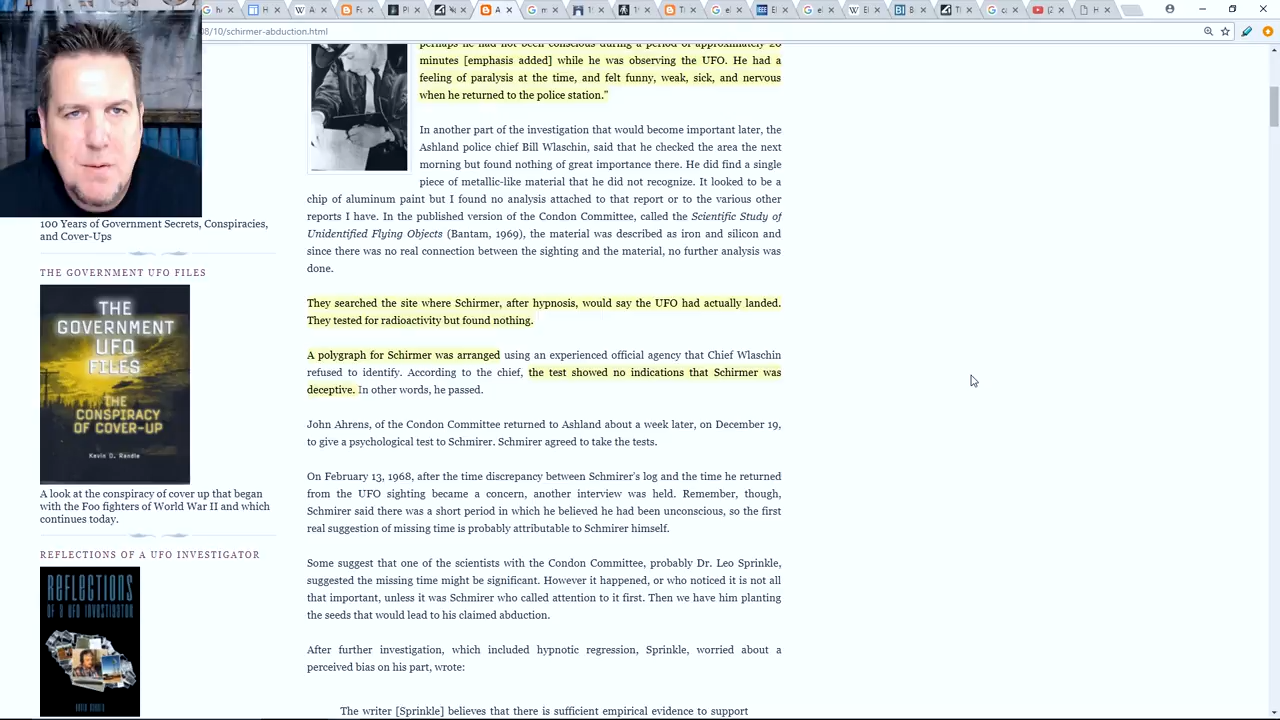 08/10/schirmer-abduction.html
perhaps he had not been conscious during a period of approximately 20
minutes [emphasis added] while he was observing the UFO. He had a
feeling of paralysis at the time, and felt funny, weak, sick, and nervous
when he returned to the police station."
In another part of the investigation that would become important later, the
Ashland police chief Bill Wlaschin, said that he checked the area the next
morning but found nothing of great importance there. He did find a single
piece of metallic-like material that he did not recognize. It looked to be a
chip of aluminum paint but I found no analysis attached to that report or to the various other
reports I have. In the published version of the Condon Committee, called the Scientific Study of
Unidentified Flying Objects (Bantam, 1969), the material was described as iron and silicon and
since there was no real connection between the sighting and the material, no further analysis was
done.
They searched the site where Schirmer, after hypnosis, would say the UFO had actually landed.
They tested for radioactivity but found nothing.
A polygraph for Schirmer was arranged using an experienced official agency that Chief Wlaschin
refused to identify. According to the chief, the test showed no indications that Schirmer was
deceptive. In other words, he passed.
John Ahrens, of the Condon Committee returned to Ashland about a week later, on December 19,
to give a psychological test to Schmirer. Schmirer agreed to take the tests.
On February 13, 1968, after the time discrepancy between Schmirer's log and the time he returned
from the UFO sighting became a concern, another interview was held. Remember, though,
Schmirer said there was a short period in which he believed he had been unconscious, so the first
real suggestion of missing time is probably attributable to Schmirer himself.
Some suggest that one of the scientists with the Condon Committee, probably Dr. Leo Sprinkle,
suggested the missing time might be significant. However it happened, or who noticed it is not all
that important, unless it was Schmirer who called attention to it first. Then we have him planting
the seeds that would lead to his claimed abduction.
After further investigation, which included hypnotic regression, Sprinkle, worried about a
perceived bias on his part, wrote:
The writer [Sprinkle] believes that there is sufficient empirical evidence to support
100 Years of Government Secrets, Conspiracies,
and Cover-Ups
THE GOVERNMENT UFO FILES
THE
GOVERNMENT
UFO
FILES
THE
CONSPIRACY
OF COVER-UP
Kevin D. Randle
A look at the conspiracy of cover up that began
with the Foo fighters of World War II and which
continues today.
REFLECTIONS OF A UFO INVESTIGATOR
REFLECTIONS
OF A UFO INVESTIGATOR
KEVIN RANDLE